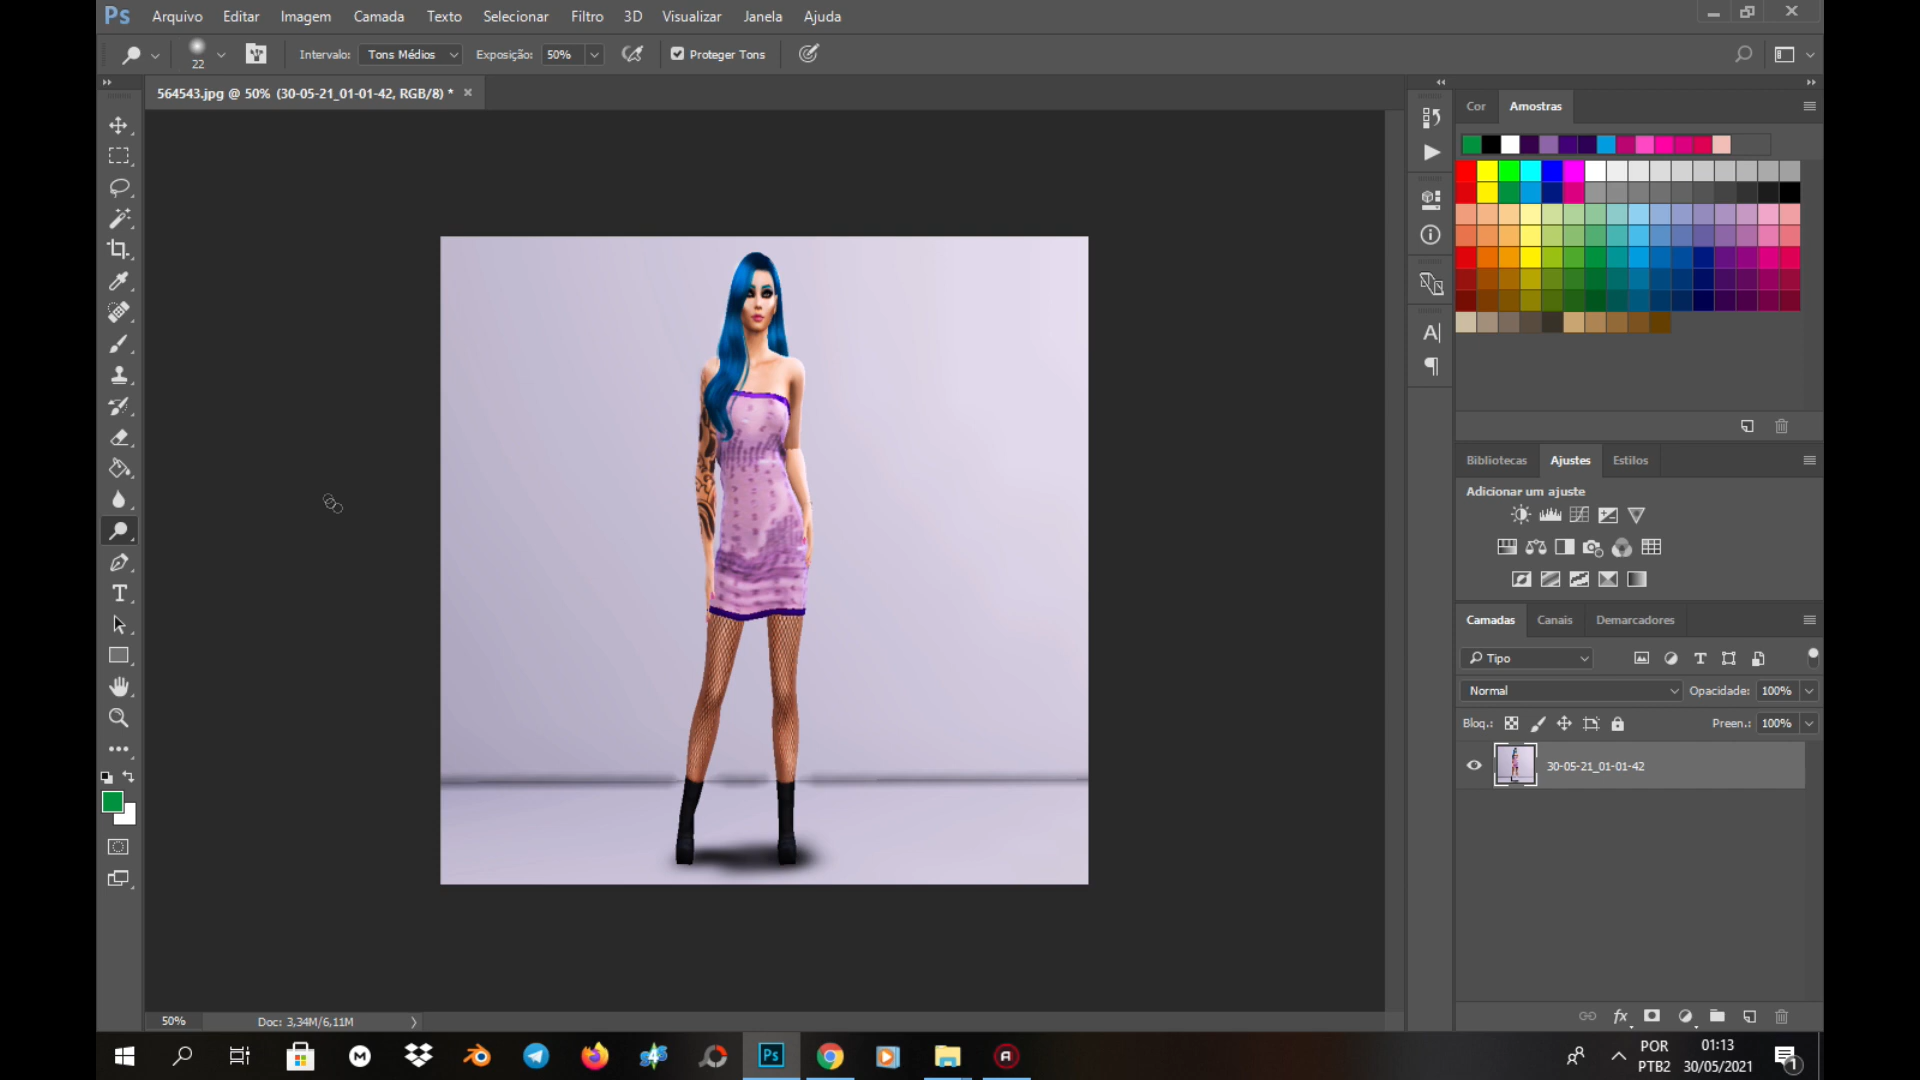 Ps Arquivo Editar Imagem Camada Texto Selecionar Filtro 3D Visualizar Janela Ajuda
22 Intervalo: Tons Médios Exposição: 50% Proteger Tons
564543.jpg @ 50% (30-05-21_01-01-42, RGB/8) *
Cor Amostras
Bibliotecas Ajustes Estilos
Adicionar um ajuste
Camadas Canais Demarcadores
Tipo
Normal Opacidade: 100%
Bloq.: Preen.: 100%
30-05-21_01-01-42
50% Doc: 3,34M/6,11M
Ps
POR
PTB2
01:13
30/05/2021
1